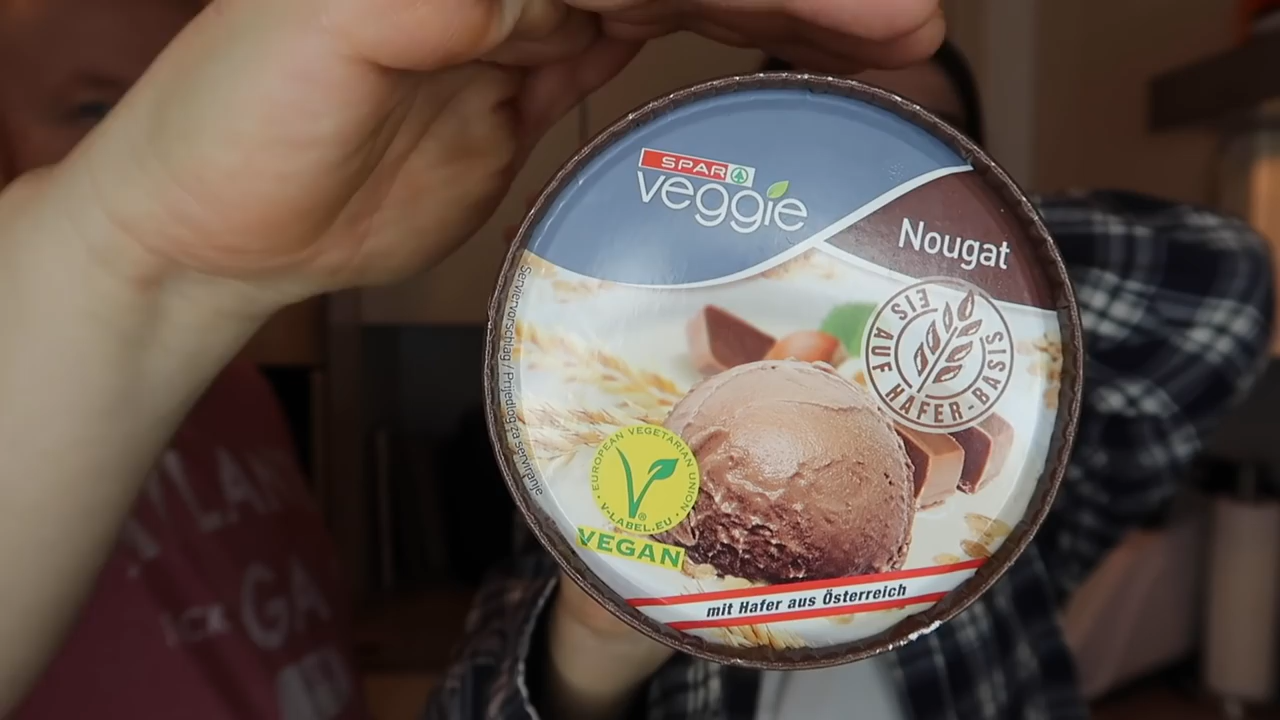 SPAR
veggie
Nougat
EIS AUF HAFER-BASIS
Serviervorschlag / Prijedlog za serviranje
EUROPEAN VEGETARIAN UNION
V-LABEL.EU
®
VEGAN
mit Hafer aus Österreich
GA